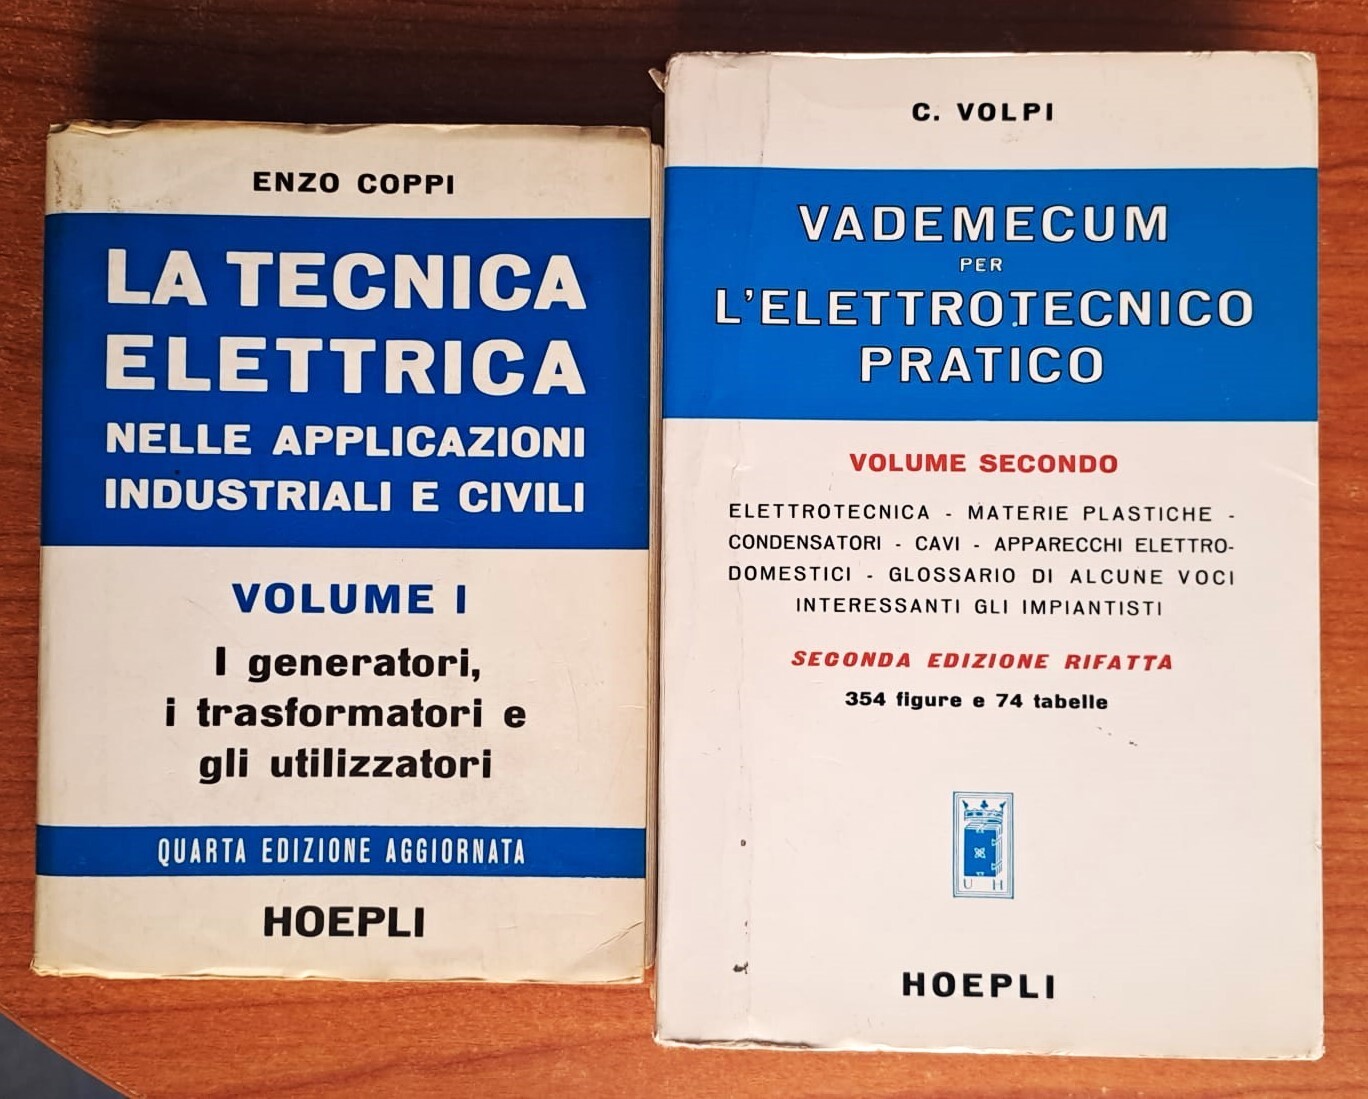 ENZO COPPI
LA TECNICA
ELETTRICA
NELLE APPLICAZIONI
INDUSTRIALI E CIVILI
VOLUME I
I generatori,
i trasformatori e
gli utilizzatori
QUARTA EDIZIONE AGGIORNATA
HOEPLI
C. VOLPI
VADEMECUM
PER
L'ELETTROTECNICO
PRATICO
VOLUME SECONDO
ELETTROTECNICA - MATERIE PLASTICHE -
CONDENSATORI - CAVI - APPARECCHI ELETTRO-
DOMESTICI - GLOSSARIO DI ALCUNE VOCI
INTERESSANTI GLI IMPIANTISTI
SECONDA EDIZIONE RIFATTA
354 figure e 74 tabelle
U H
HOEPLI